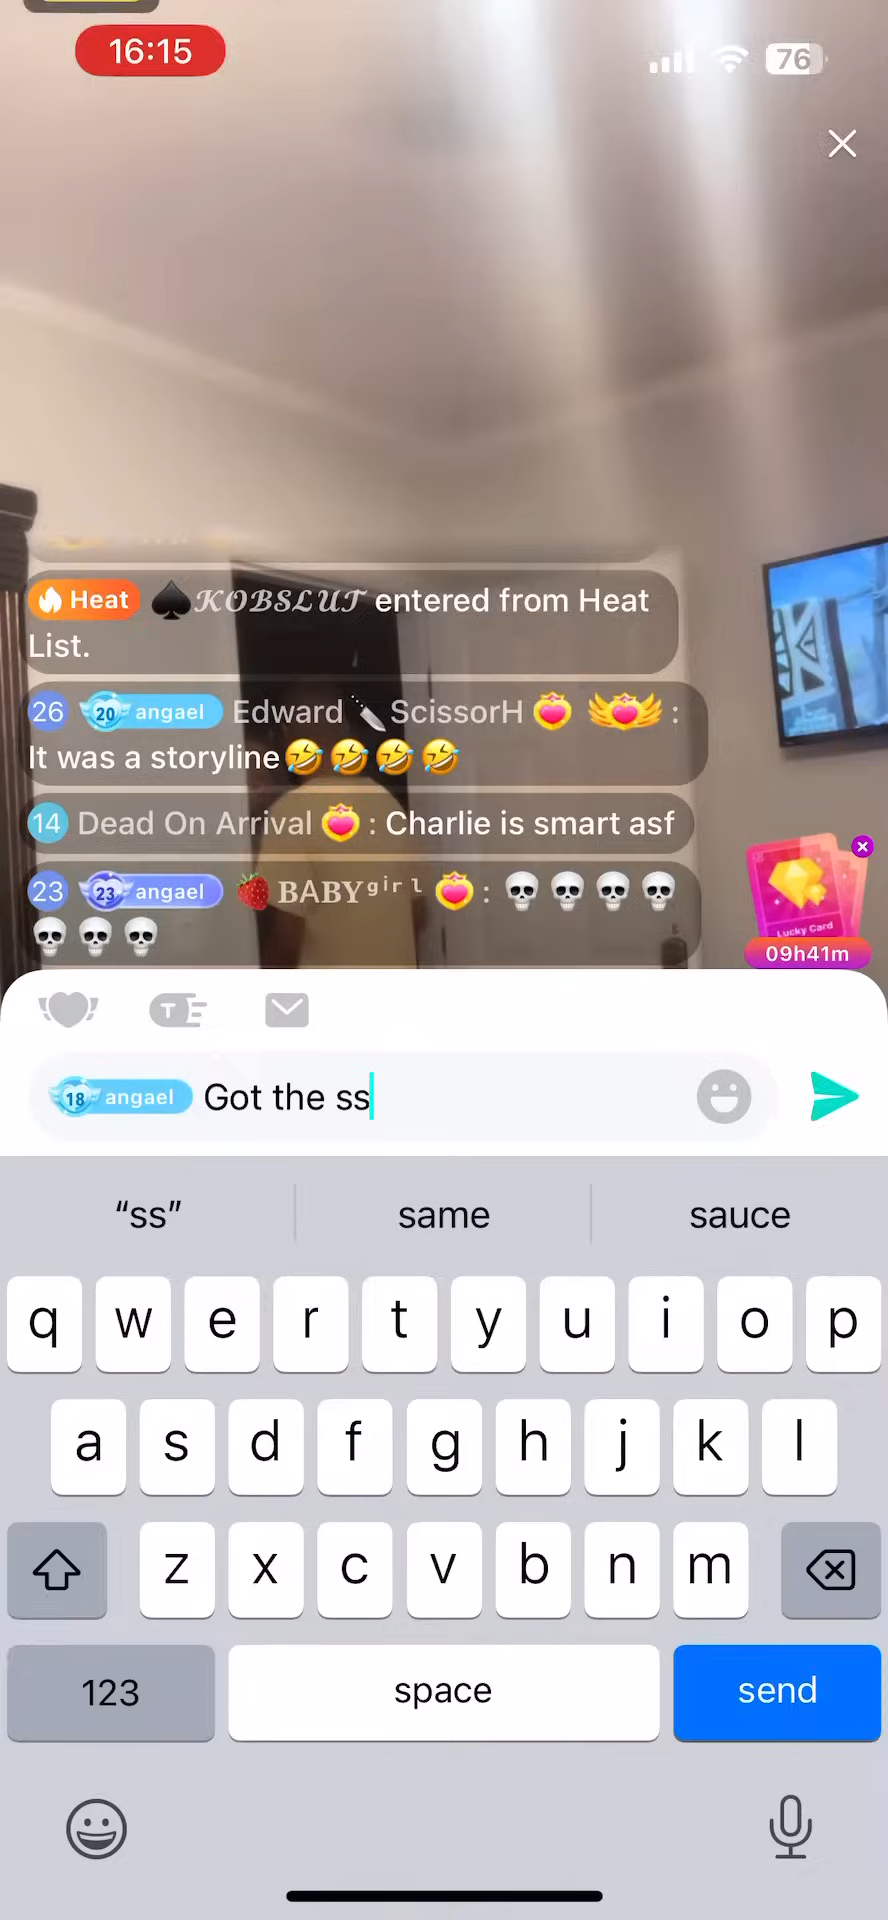 16:15
76
Heat ♠𝒦𝒪ℬ𝒮ℒ𝒰𝒯 entered from Heat
List.
26 20 angael Edward🔪ScissorH :
It was a storyline🤣🤣🤣🤣
14 Dead On Arrival : Charlie is smart asf
23 23 angael 🍓 BABYᵍⁱʳˡ : 💀💀💀💀
💀💀💀
Lucky Card
09h41m
T
18 angael Got the ss
“ss” same sauce
q w e r t y u i o p
a s d f g h j k l
z x c v b n m
123 space send